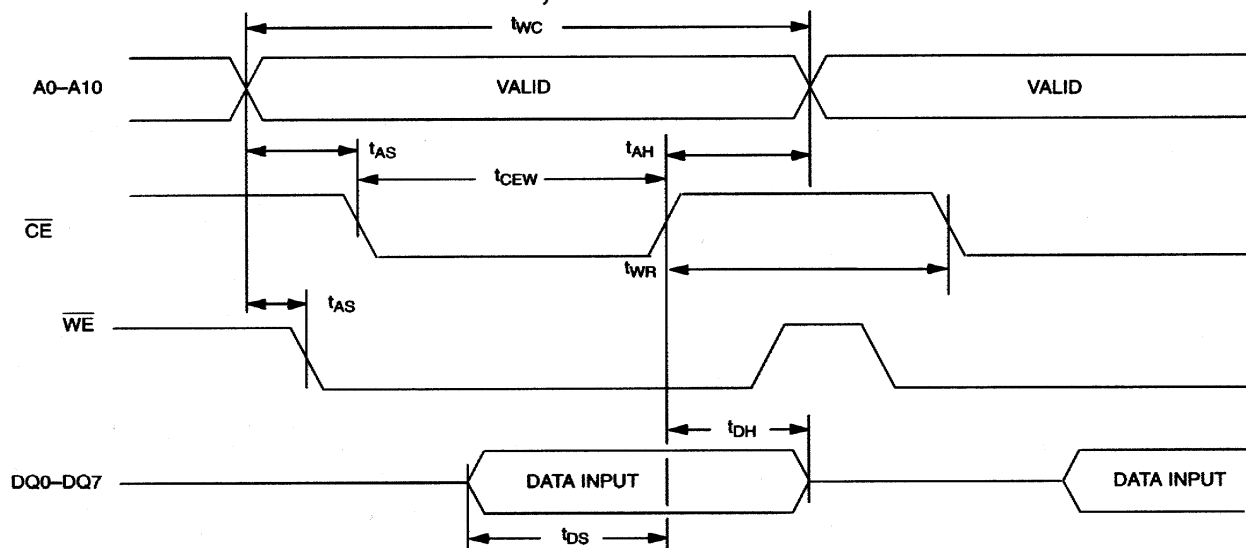 tWC
A0–A10
VALID
VALID
tAS
tAH
tCEW
CE
tWR
tAS
WE
tDH
DQ0–DQ7
DATA INPUT
DATA INPUT
tDS